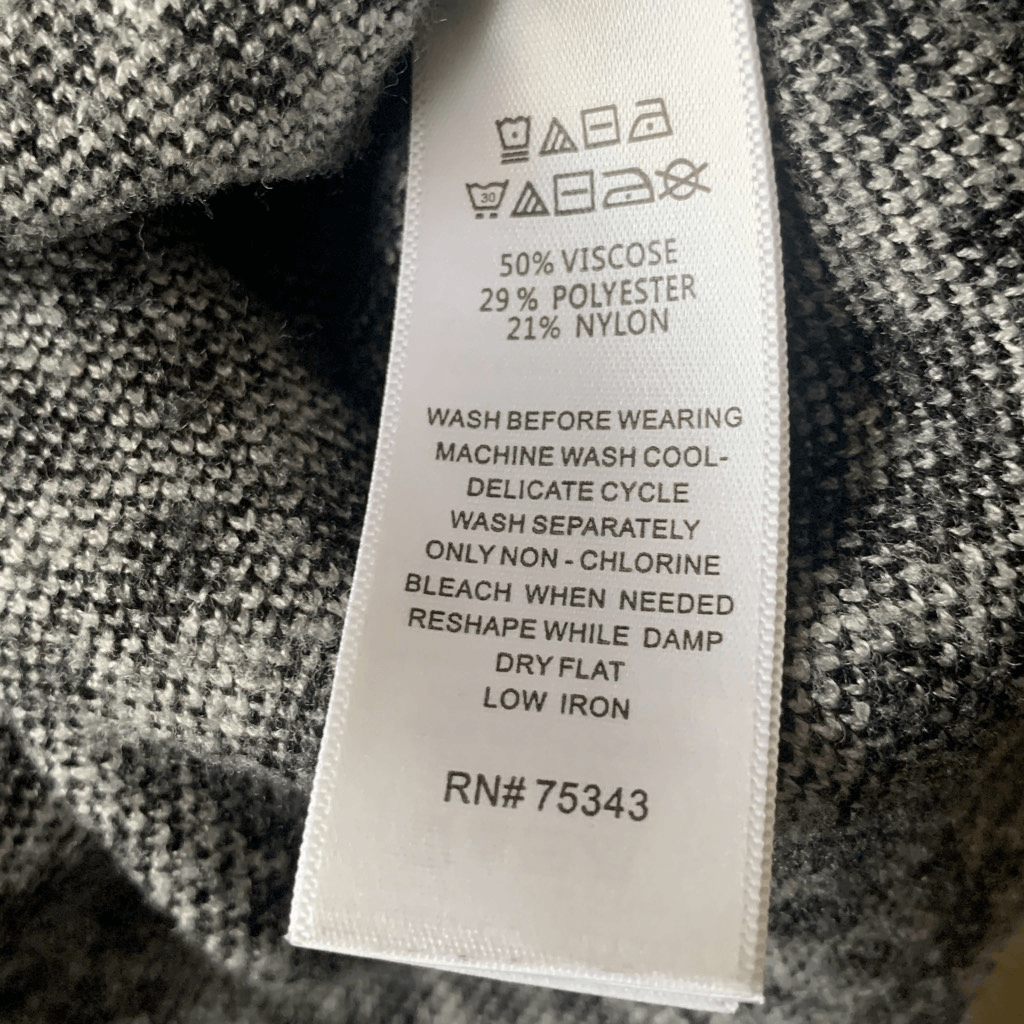 30
50% VISCOSE
29% POLYESTER
21% NYLON
WASH BEFORE WEARING
MACHINE WASH COOL-
DELICATE CYCLE
WASH SEPARATELY
ONLY NON - CHLORINE
BLEACH WHEN NEEDED
RESHAPE WHILE DAMP
DRY FLAT
LOW IRON
RN# 75343